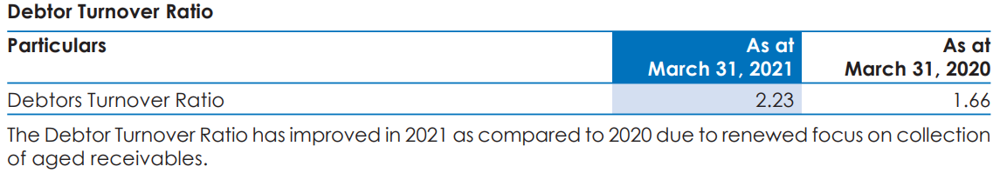 Debtor Turnover Ratio
Particulars As at As at
March 31, 2021 March 31, 2020
Debtors Turnover Ratio 2.23 1.66
The Debtor Turnover Ratio has improved in 2021 as compared to 2020 due to renewed focus on collection
of aged receivables.